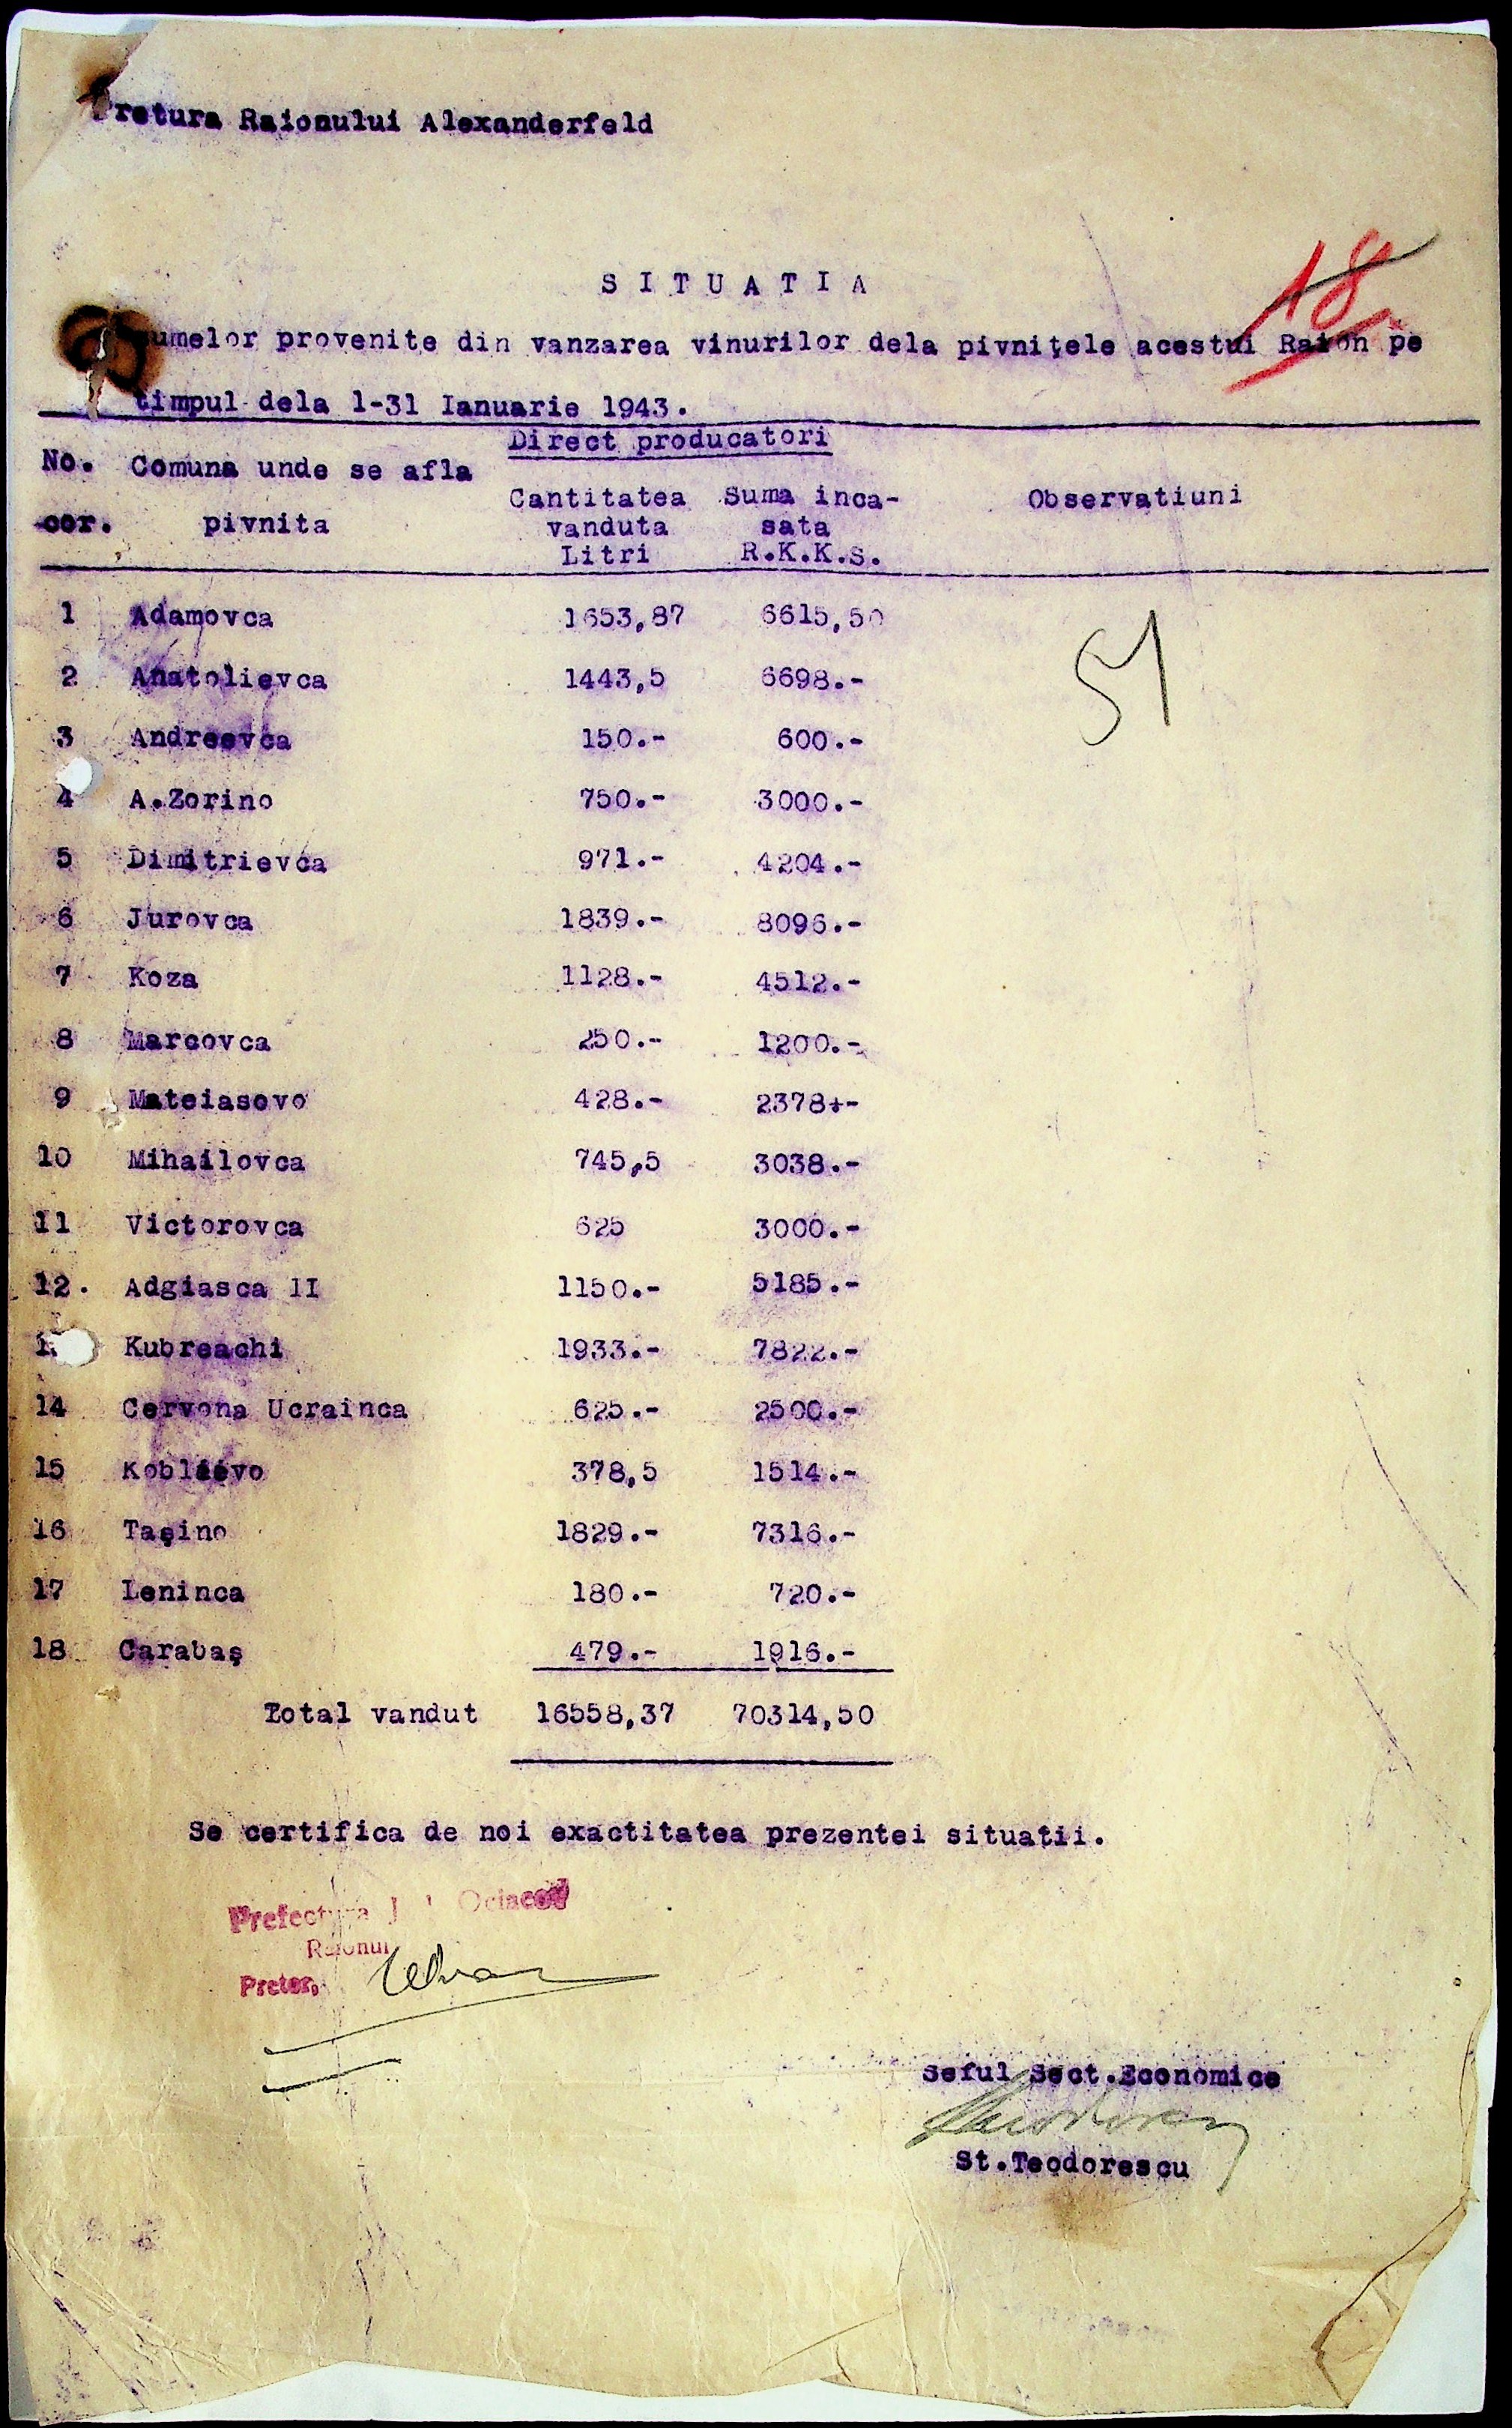 Pretura Raionului Alexanderfeld
18
S I T U A T I A
sumelor provenite din vanzarea vinurilor dela pivnițele acestui Raion pe
timpul dela 1-31 Ianuarie 1943.
Direct producatori
No. Comuna unde se afla
Cantitatea Suma inca- Observatiuni
cor. pivnita vanduta sata
Litri R.K.K.S.
1 Adamovca 1653,87 6615,50
51
2 Anatolievca 1443,5 6698.-
3 Andreevca 150.- 600.-
4 A.Zorino 750.- 3000.-
5 Dimitrievca 971.- 4204.-
6 Jurovca 1839.- 8096.-
7 Koza 1128.- 4512.-
8 Marcovca 250.- 1200.-
9 Mateiasovo 428.- 2378+-
10 Mihailovca 745,5 3038.-
11 Victorovca 625 3000.-
12. Adgiasca II 1150.- 5185.-
Kubreachi 1933.- 7822.-
14 Cervona Ucrainca 625.- 2500.-
15 Koblievo 378,5 1514.-
16 Tașino 1829.- 7316.-
17 Leninca 180.- 720.-
18 Carabaș 479.- 1916.-
Total vandut 16558,37 70314,50
Se certifica de noi exactitatea prezentei situatii.
Prefectura Ociacov
Raionul
Pretor,
Seful Sect.Economice
St.Teodorescu